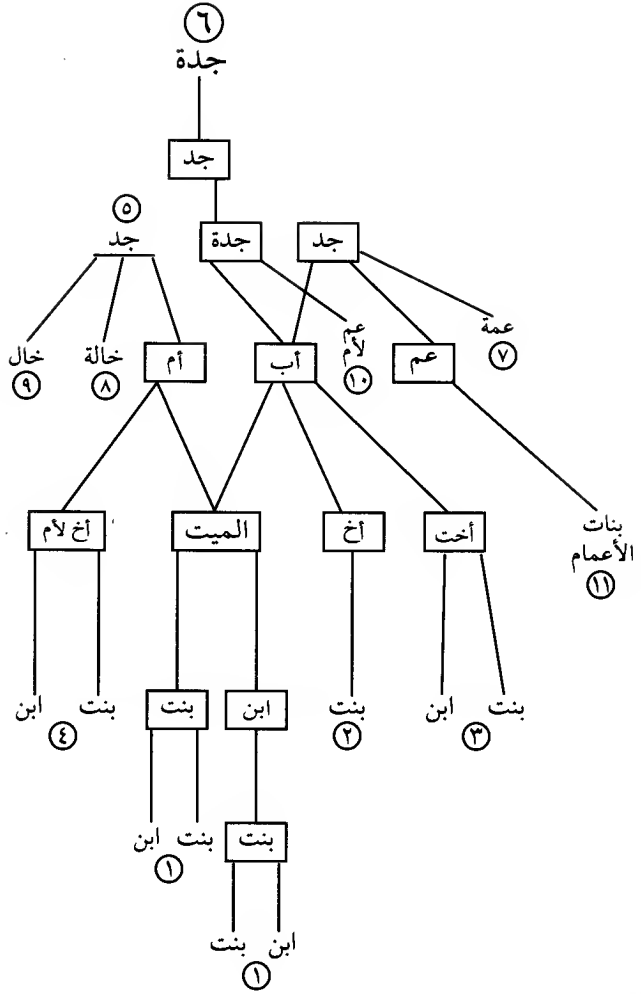 ٦
جدة
جد
٥
جد
جدة
جد
خال
٩
خالة
٨
أم
أب
عم
لأم
١٠
عم
عمة
٧
أخ لأم
الميت
أخ
أخت
بنات
الأعمام
١١
ابن
بنت
٤
بنت
ابن
بنت
٢
ابن
بنت
٣
ابن
بنت
١
بنت
بنت
ابن
١